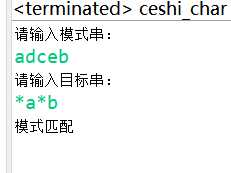 <terminated> ceshi_char
请输入模式串：
adceb
请输入目标串：
*a*b
模式匹配